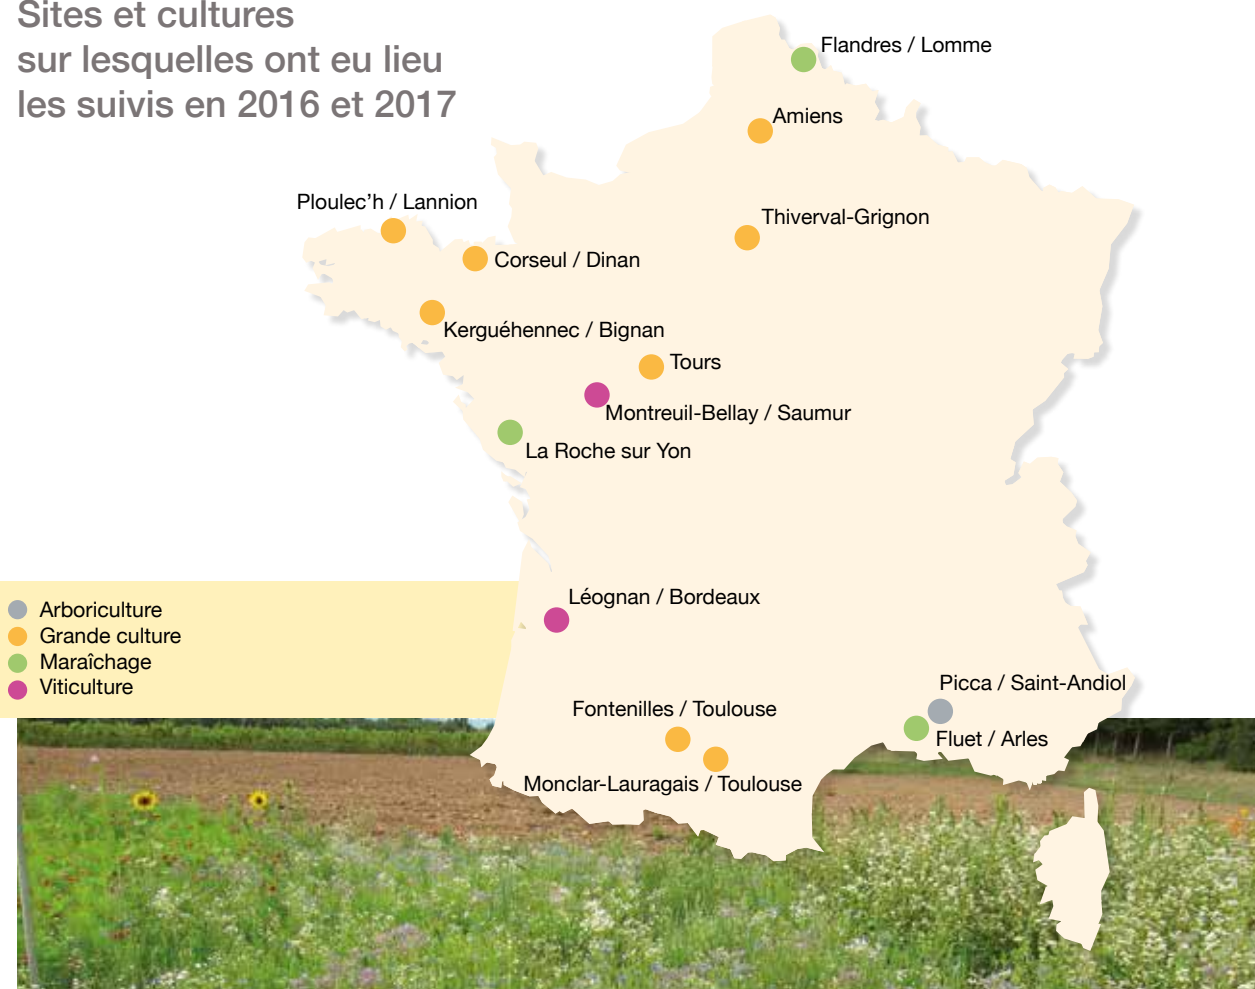 Sites et cultures
sur lesquelles ont eu lieu
les suivis en 2016 et 2017
Flandres / Lomme
Amiens
Ploulec’h / Lannion
Thiverval-Grignon
Corseul / Dinan
Kerguéhennec / Bignan
Tours
Montreuil-Bellay / Saumur
La Roche sur Yon
Léognan / Bordeaux
Arboriculture
Grande culture
Maraîchage
Viticulture
Picca / Saint-Andiol
Fontenilles / Toulouse
Fluet / Arles
Monclar-Lauragais / Toulouse